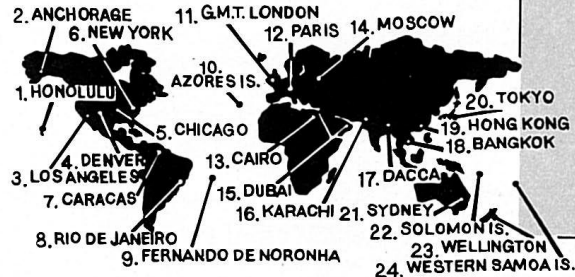 2. ANCHORAGE
6. NEW YORK
11. G.M.T. LONDON
12. PARIS
14. MOSCOW
10.
AZORES IS.
1. HONOLULU
5. CHICAGO
4. DENVER
3. LOS ANGELES
7. CARACAS
8. RIO DE JANEIRO
9. FERNANDO DE NORONHA
13. CAIRO
15. DUBAI
16. KARACHI
17. DACCA
20. TOKYO
19. HONG KONG
18. BANGKOK
21. SYDNEY
22. SOLOMON IS.
23. WELLINGTON
24. WESTERN SAMOA IS.